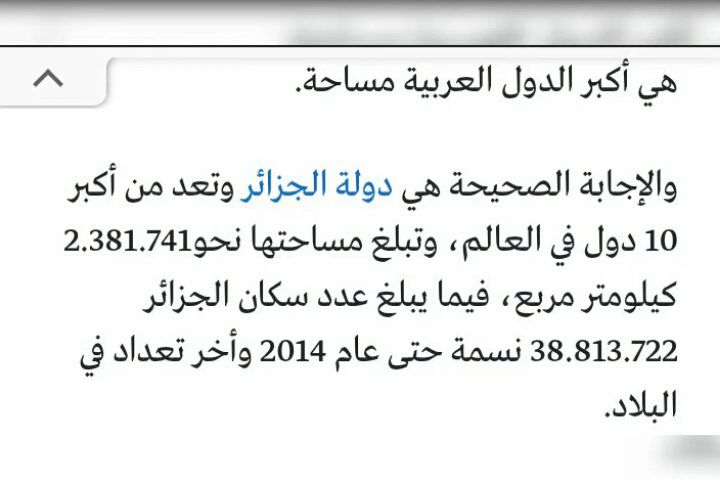 هي أكبر الدول العربية مساحة.
والإجابة الصحيحة هي دولة الجزائر وتعد من أكبر
10 دول في العالم، وتبلغ مساحتها نحو2.381.741
كيلومتر مربع، فيما يبلغ عدد سكان الجزائر
38.813.722 نسمة حتى عام 2014 وأخر تعداد في
البلاد.